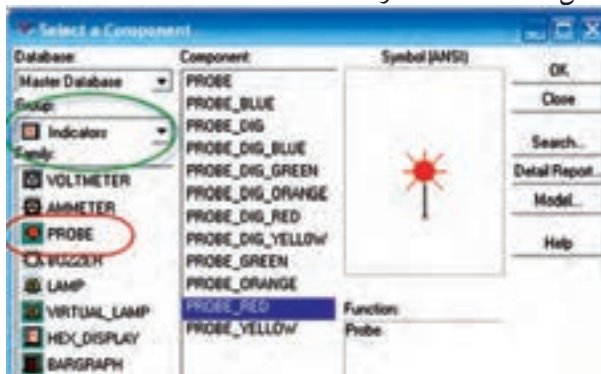 Select a Component
Database:
Master Database
Group:
Indicators
Family:
VOLTMETER
AMMETER
PROBE
BUZZER
LAMP
VIRTUAL_LAMP
HEX_DISPLAY
BARGRAPH
Component:
PROBE
PROBE_BLUE
PROBE_DIG
PROBE_DIG_BLUE
PROBE_DIG_GREEN
PROBE_DIG_ORANGE
PROBE_DIG_RED
PROBE_DIG_YELLOW
PROBE_GREEN
PROBE_ORANGE
PROBE_RED
PROBE_YELLOW
Symbol (ANSI)
Function:
Probe
OK
Close
Search...
Detail Report...
Model...
Help